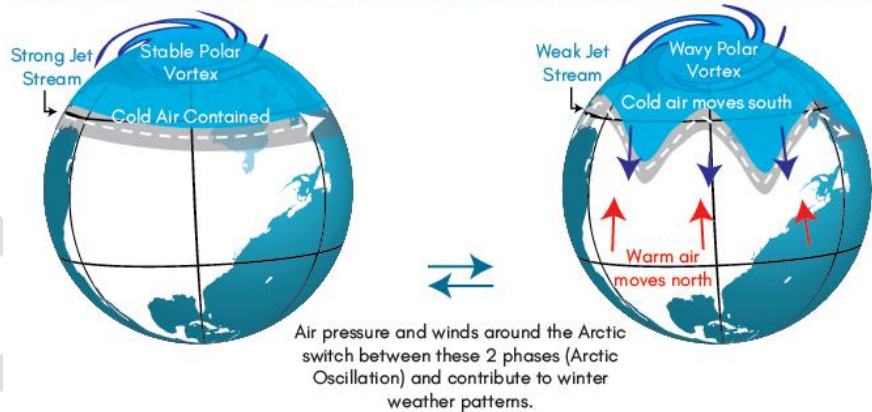 Strong Jet
Stream
Stable Polar
Vortex
Cold Air Contained
Weak Jet
Stream
Wavy Polar
Vortex
Cold air moves south
Warm air
moves north
Air pressure and winds around the Arctic
switch between these 2 phases (Arctic
Oscillation) and contribute to winter
weather patterns.